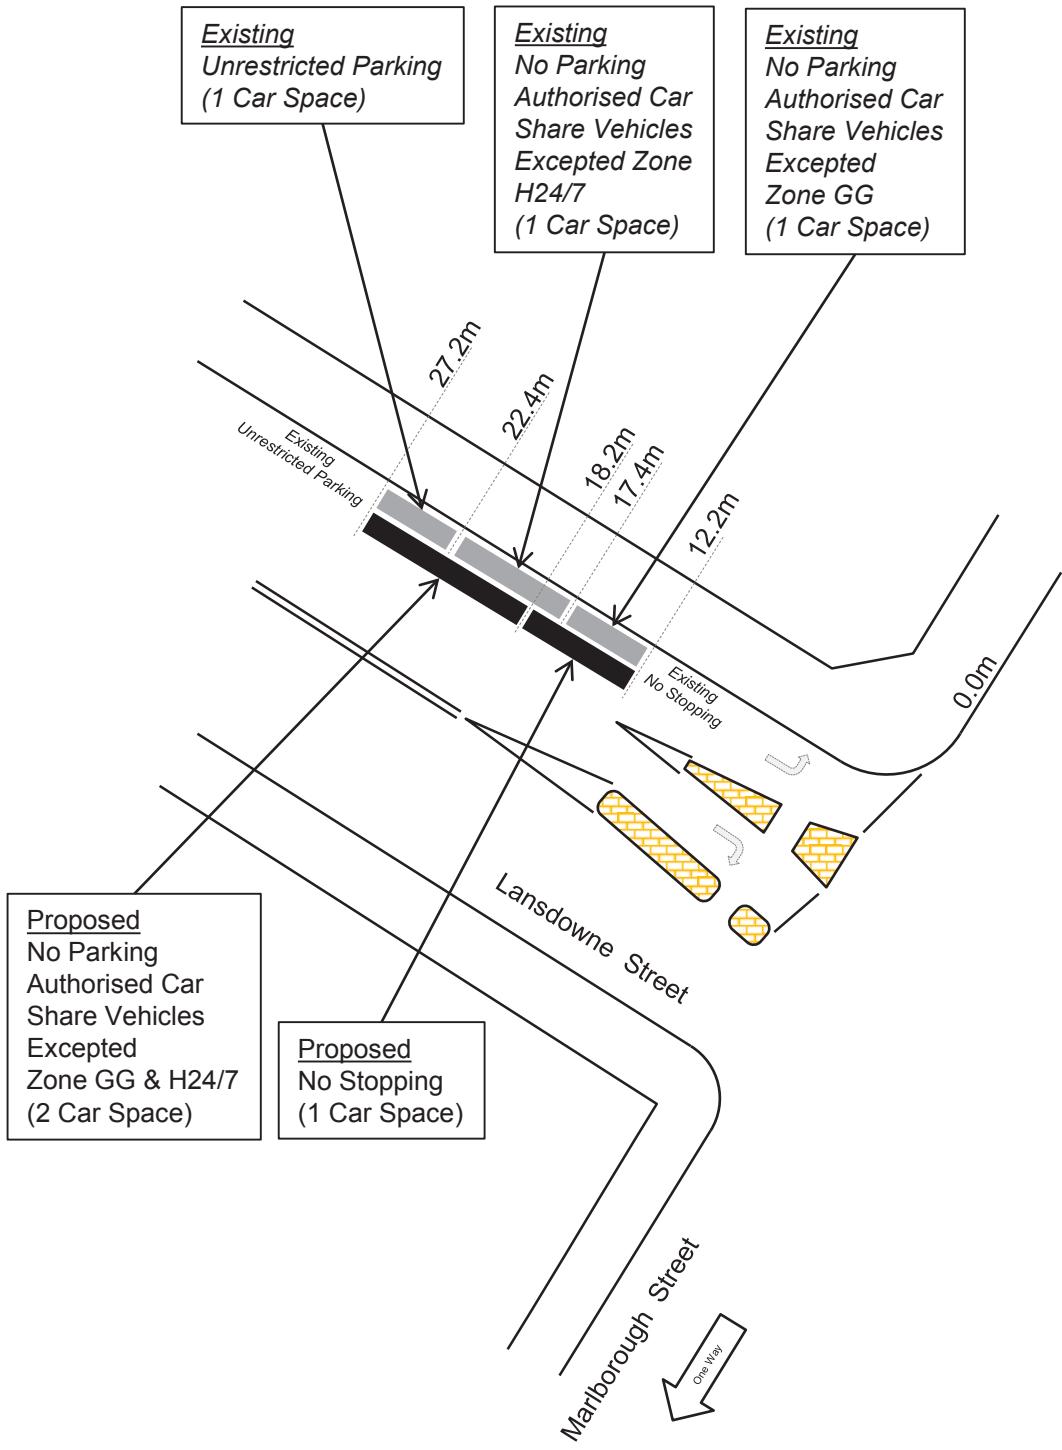 Existing
Unrestricted Parking
(1 Car Space)
Existing
No Parking
Authorised Car
Share Vehicles
Excepted Zone
H24/7
(1 Car Space)
Existing
No Parking
Authorised Car
Share Vehicles
Excepted
Zone GG
(1 Car Space)
27.2m
22.4m
18.2m
17.4m
12.2m
0.0m
Existing
Unrestricted Parking
Existing
No Stopping
Lansdowne Street
Proposed
No Parking
Authorised Car
Share Vehicles
Excepted
Zone GG & H24/7
(2 Car Space)
Proposed
No Stopping
(1 Car Space)
Marlborough Street
One Way